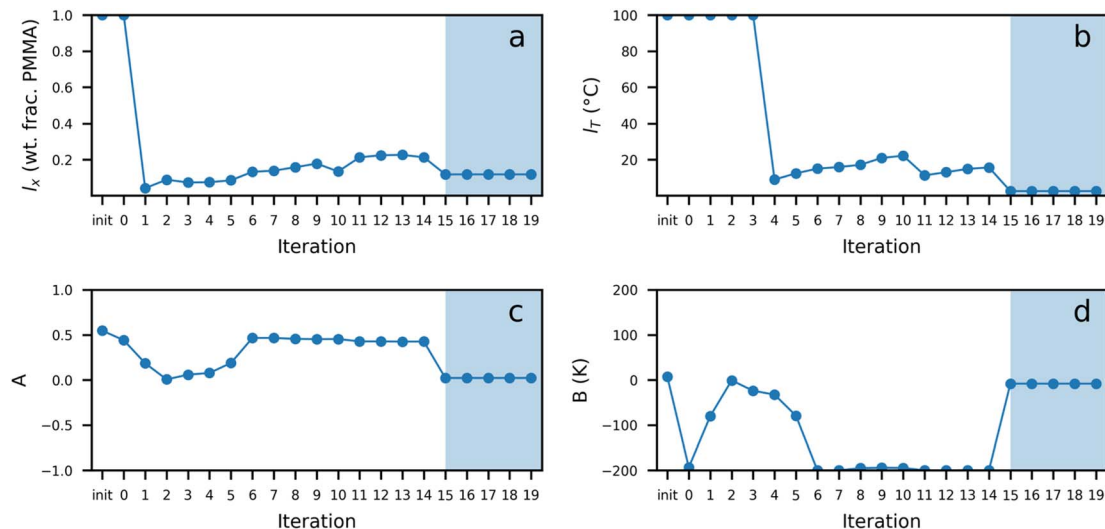 a
1.0
0.8
0.6
0.4
0.2
l_x (wt. frac. PMMA)
init 0 1 2 3 4 5 6 7 8 9 10 11 12 13 14 15 16 17 18 19
Iteration
b
100
80
60
40
20
l_T (°C)
init 0 1 2 3 4 5 6 7 8 9 10 11 12 13 14 15 16 17 18 19
Iteration
c
1.0
0.5
0.0
−0.5
−1.0
A
init 0 1 2 3 4 5 6 7 8 9 10 11 12 13 14 15 16 17 18 19
Iteration
d
200
100
0
−100
−200
B (K)
init 0 1 2 3 4 5 6 7 8 9 10 11 12 13 14 15 16 17 18 19
Iteration